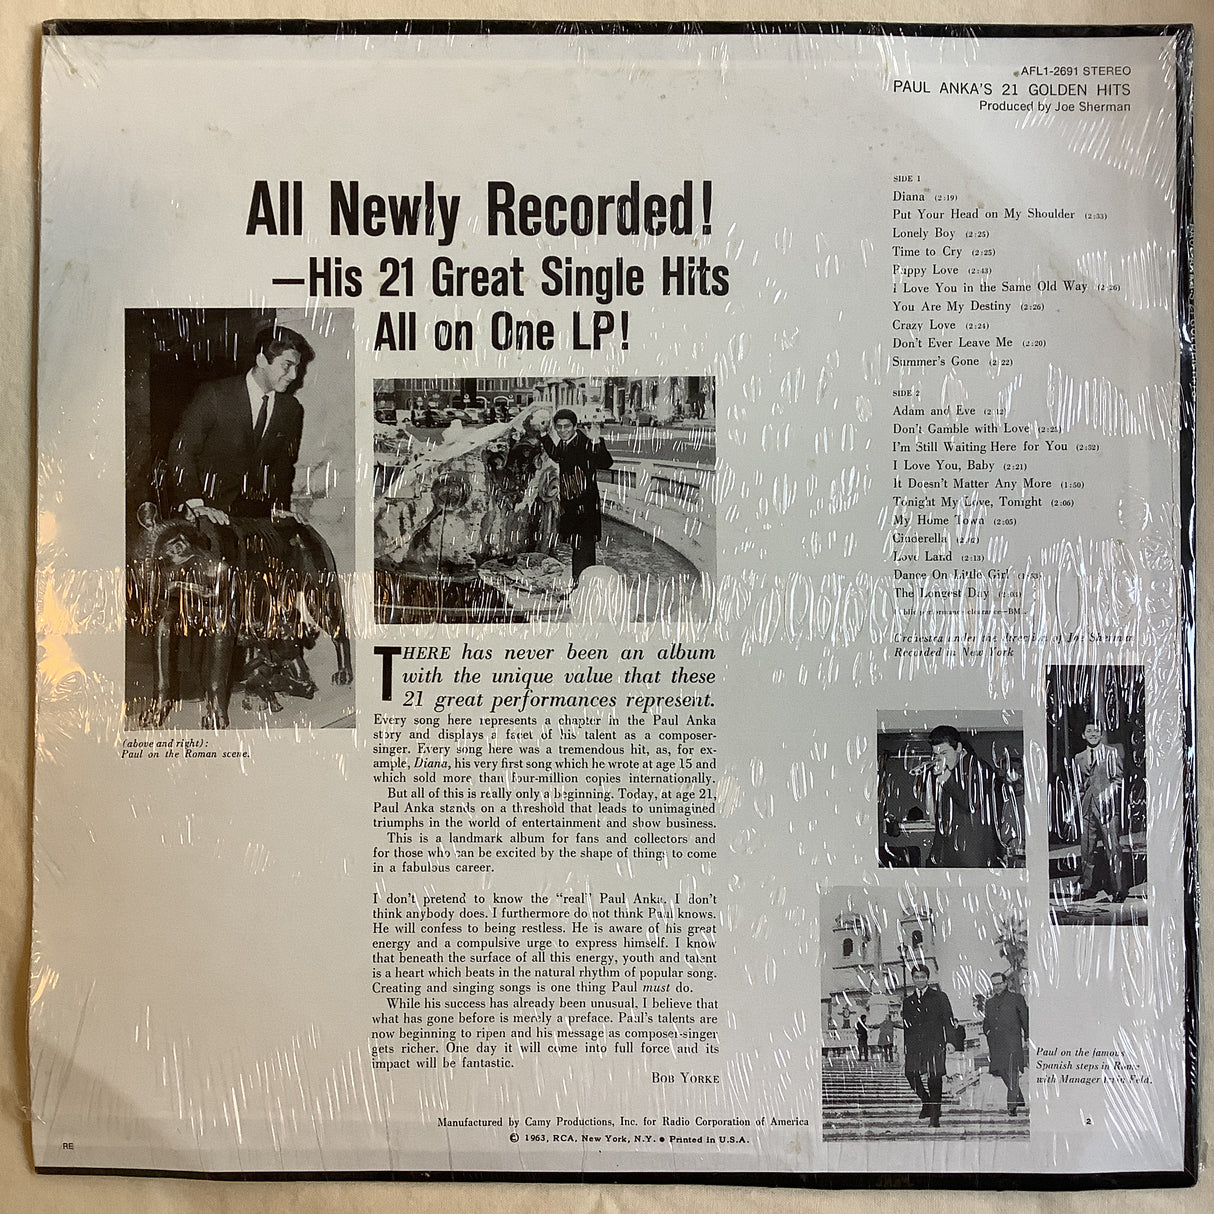 AFL1-2691 STEREO
PAUL ANKA'S 21 GOLDEN HITS
Produced by Joe Sherman
All Newly Recorded!
—His 21 Great Single Hits
All on One LP!
SIDE 1
Diana (2:19)
Put Your Head on My Shoulder (2:33)
Lonely Boy (2:25)
Time to Cry (2:25)
Puppy Love (2:43)
I Love You in the Same Old Way (2:26)
You Are My Destiny (2:26)
Crazy Love (2:24)
Don't Ever Leave Me (2:20)
Summer's Gone (2:22)
SIDE 2
Adam and Eve (2:12)
Don't Gamble with Love (2:25)
I'm Still Waiting Here for You (2:32)
I Love You, Baby (2:21)
It Doesn't Matter Any More (1:50)
Tonight My Love, Tonight (2:06)
My Home Town (2:05)
Cinderella
Love Land (2:13)
Dance On Little Girl
The Longest Day
Public performance clearance—BMI
Orchestra under the direction of Joe Sherman
Recorded in New York
(above and right):
Paul on the Roman scene.
THERE has never been an album
with the unique value that these
21 great performances represent.
Every song here represents a chapter in the Paul Anka
story and displays a facet of his talent as a composer-
singer. Every song here was a tremendous hit, as, for ex-
ample, Diana, his very first song which he wrote at age 15 and
which sold more than four-million copies internationally.
But all of this is really only a beginning. Today, at age 21,
Paul Anka stands on a threshold that leads to unimagined
triumphs in the world of entertainment and show business.
This is a landmark album for fans and collectors and
for those who can be excited by the shape of things to come
in a fabulous career.
I don't pretend to know the "real" Paul Anka. I don't
think anybody does. I furthermore do not think Paul knows.
He will confess to being restless. He is aware of his great
energy and a compulsive urge to express himself. I know
that beneath the surface of all this energy, youth and talent
is a heart which beats in the natural rhythm of popular song.
Creating and singing songs is one thing Paul must do.
While his success has already been unusual, I believe that
what has gone before is merely a preface. Paul's talents are
now beginning to ripen and his message as composer-singer
gets richer. One day it will come into full force and its
impact will be fantastic.
BOB YORKE
Paul on the famous
Spanish steps in Rome
with Manager Irvin Feld.
Manufactured by Camy Productions, Inc. for Radio Corporation of America
© 1963, RCA, New York, N.Y. • Printed in U.S.A.
2
RE